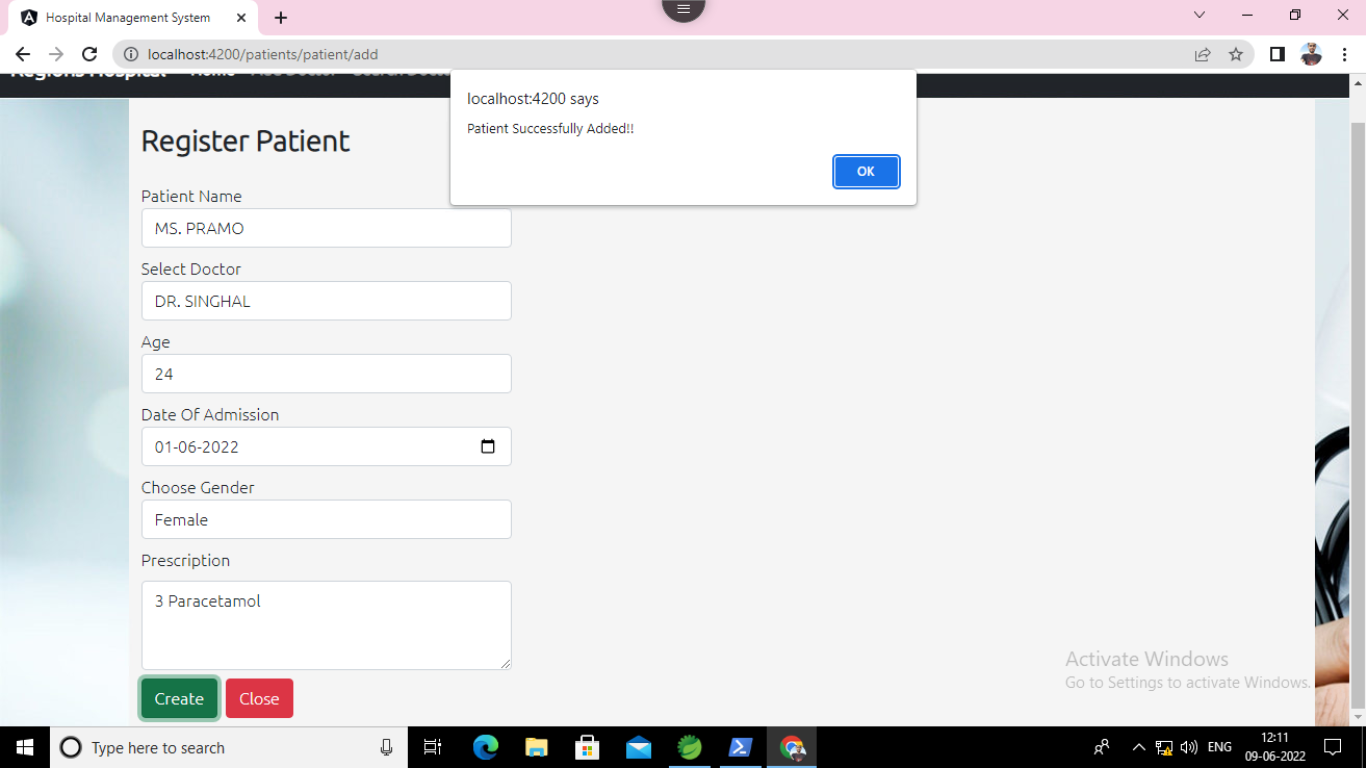 Hospital Management System
localhost:4200/patients/patient/add
Regions Hospital Home Add Doctor
localhost:4200 says
Patient Successfully Added!!
OK
Register Patient
Patient Name
MS. PRAMO
Select Doctor
DR. SINGHAL
Age
24
Date Of Admission
01-06-2022
Choose Gender
Female
Prescription
3 Paracetamol
Create Close
Activate Windows
Go to Settings to activate Windows.
Type here to search
ENG
12:11
09-06-2022